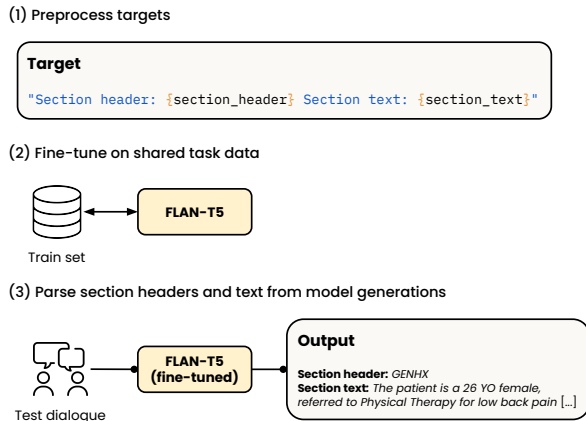 (1) Preprocess targets
Target
"Section header: {section_header} Section text: {section_text}"
(2) Fine-tune on shared task data
FLAN-T5
Train set
(3) Parse section headers and text from model generations
FLAN-T5
(fine-tuned)
Test dialogue
Output
Section header: GENHX
Section text: The patient is a 26 YO female,
referred to Physical Therapy for low back pain [...]